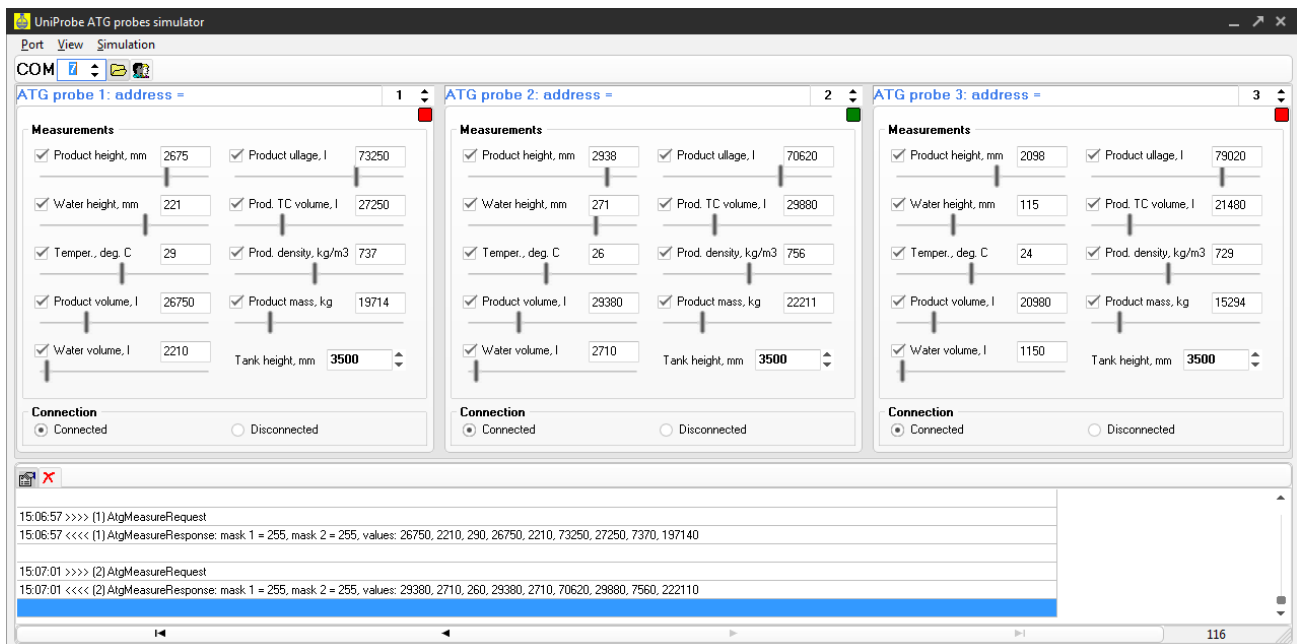 UniProbe ATG probes simulator
Port View Simulation
COM 7
ATG probe 1: address = 1
Measurements
Product height, mm 2675 Product ullage, l 73250
Water height, mm 221 Prod. TC volume, l 27250
Temper., deg. C 29 Prod. density, kg/m3 737
Product volume, l 26750 Product mass, kg 19714
Water volume, l 2210 Tank height, mm 3500
Connection
Connected Disconnected
ATG probe 2: address = 2
Measurements
Product height, mm 2938 Product ullage, l 70620
Water height, mm 271 Prod. TC volume, l 29880
Temper., deg. C 26 Prod. density, kg/m3 756
Product volume, l 29380 Product mass, kg 22211
Water volume, l 2710 Tank height, mm 3500
Connection
Connected Disconnected
ATG probe 3: address = 3
Measurements
Product height, mm 2098 Product ullage, l 79020
Water height, mm 115 Prod. TC volume, l 21480
Temper., deg. C 24 Prod. density, kg/m3 729
Product volume, l 20980 Product mass, kg 15294
Water volume, l 1150 Tank height, mm 3500
Connection
Connected Disconnected
15:06:57 >>>> (1) AtgMeasureRequest
15:06:57 <<<< (1) AtgMeasureResponse: mask 1 = 255, mask 2 = 255, values: 26750, 2210, 290, 26750, 2210, 73250, 27250, 7370, 197140
15:07:01 >>>> (2) AtgMeasureRequest
15:07:01 <<<< (2) AtgMeasureResponse: mask 1 = 255, mask 2 = 255, values: 29380, 2710, 260, 29380, 2710, 70620, 29880, 7560, 222110
116